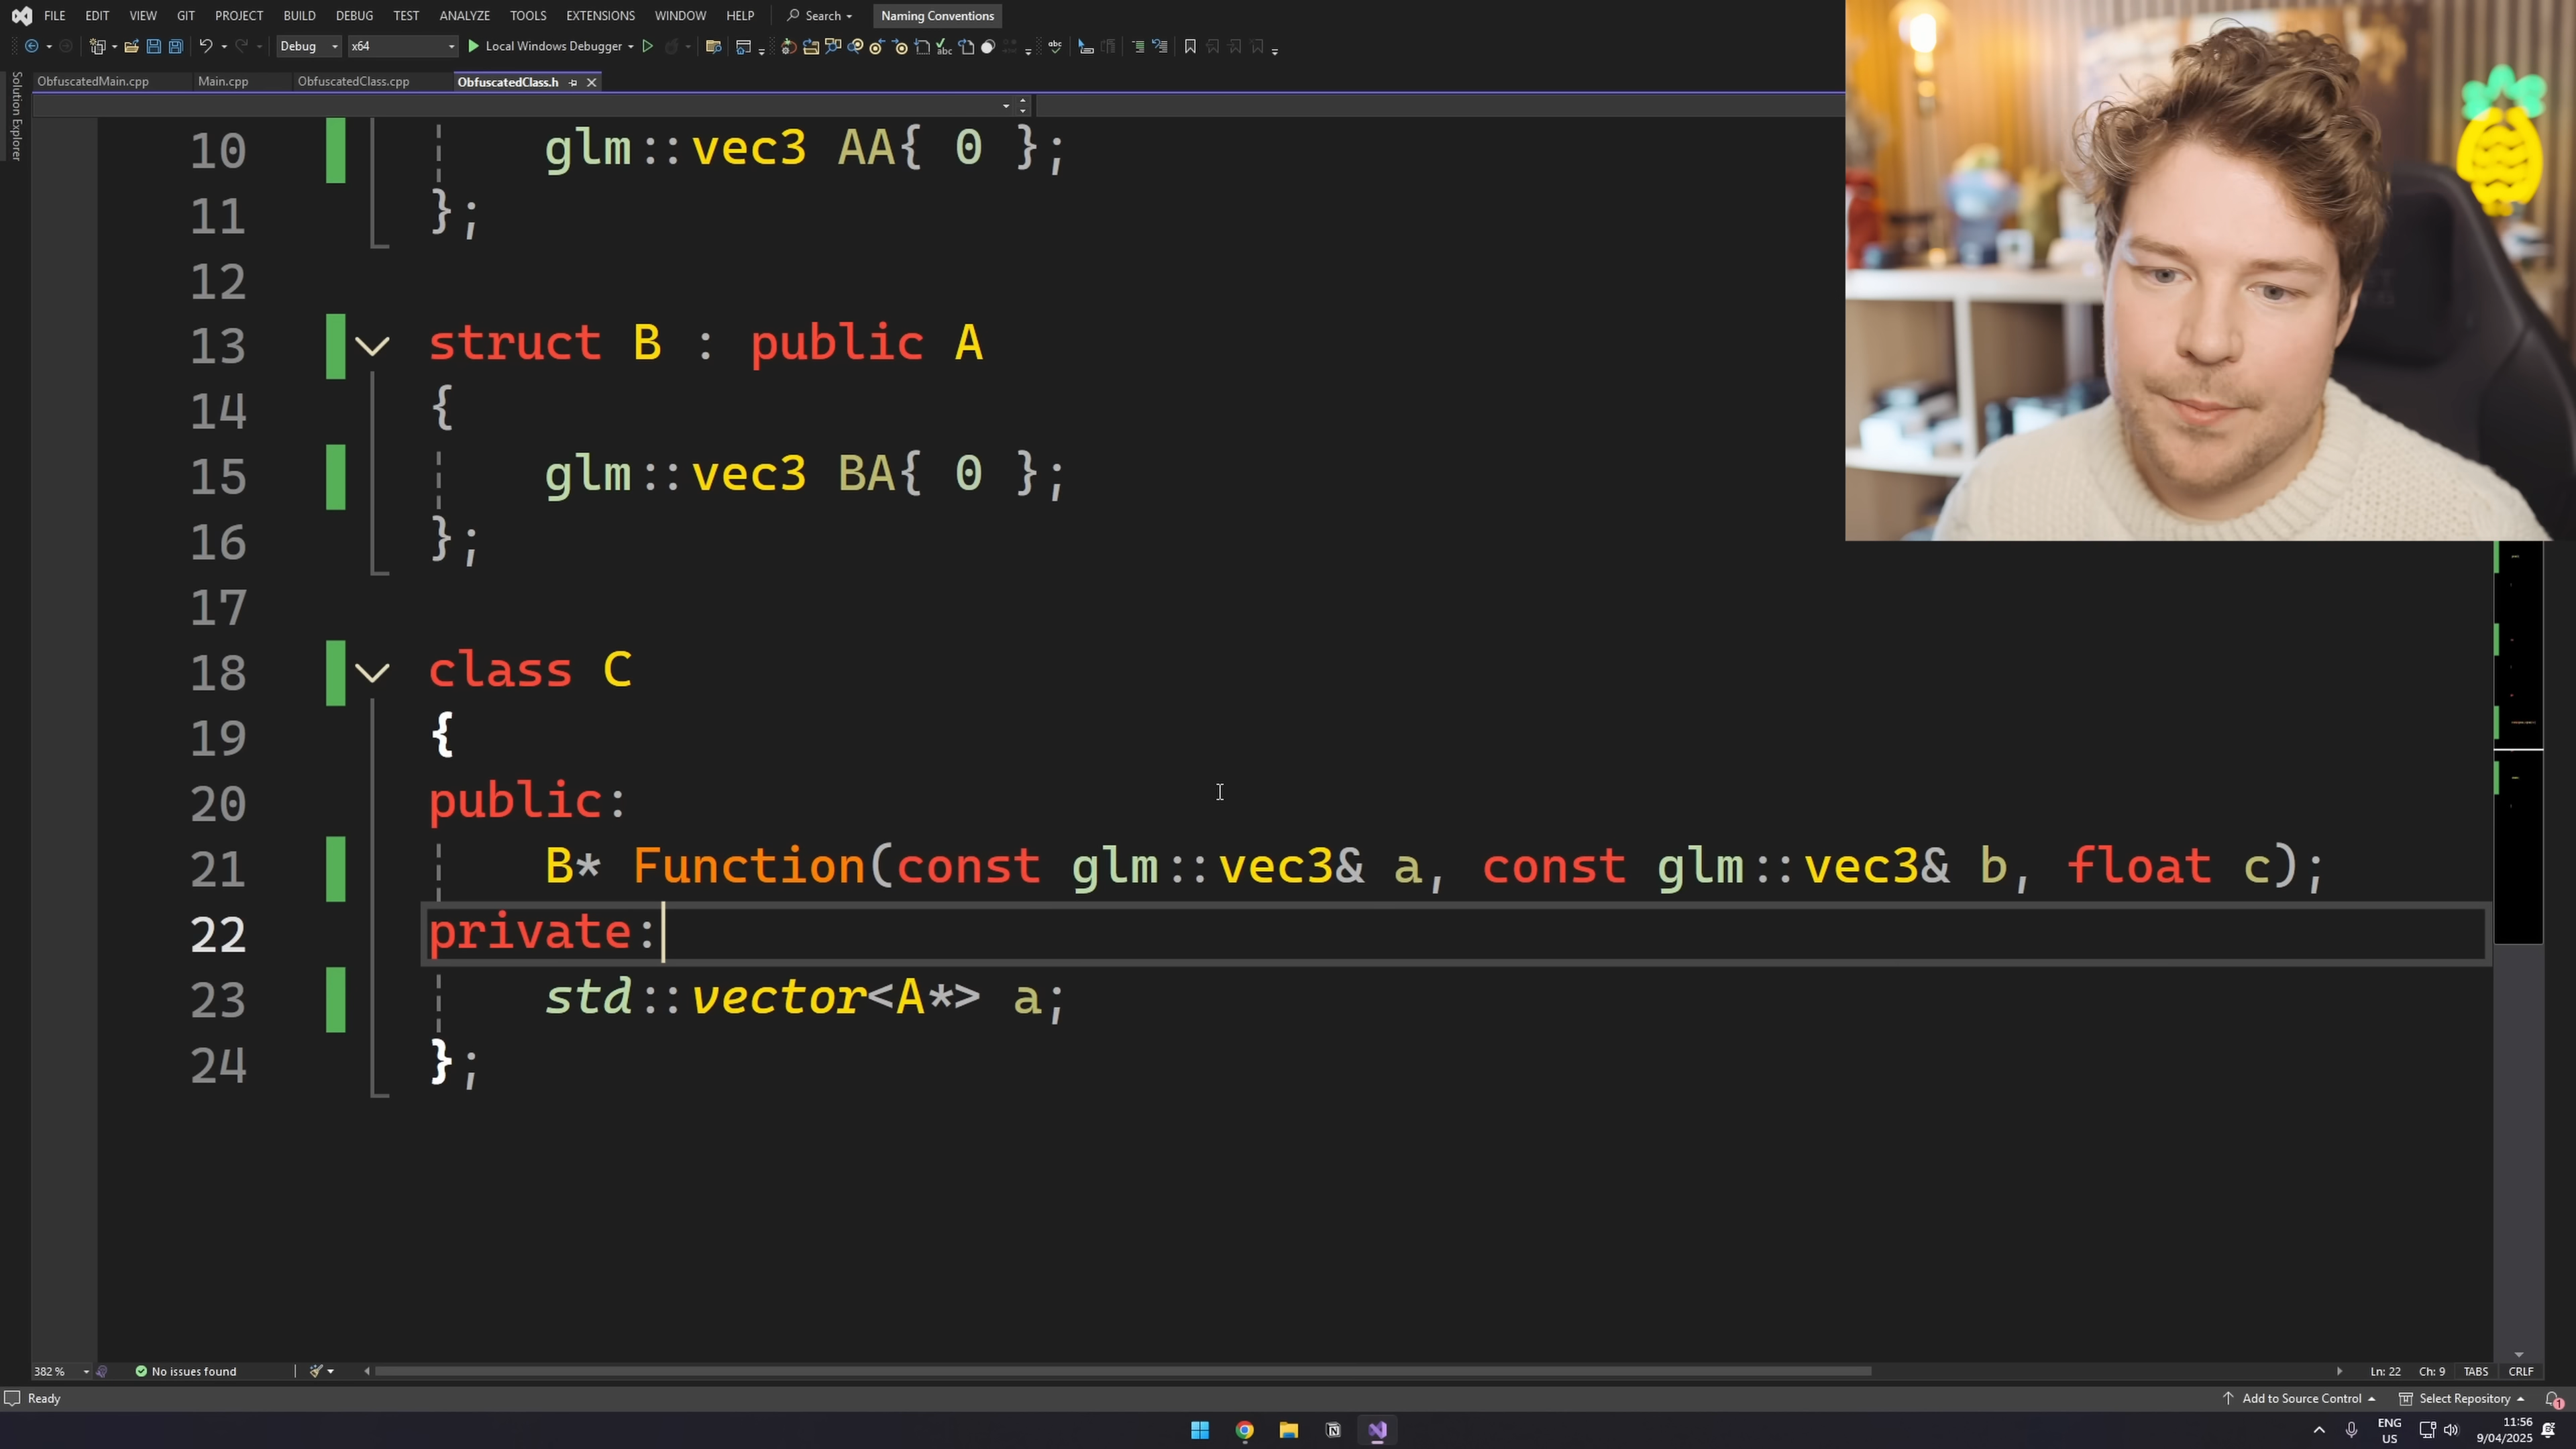 FILE EDIT VIEW GIT PROJECT BUILD DEBUG TEST ANALYZE TOOLS EXTENSIONS WINDOW HELP Search Naming Conventions
Debug x64 Local Windows Debugger
ObfuscatedMain.cpp Main.cpp ObfuscatedClass.cpp ObfuscatedClass.h
Solution Explorer
10 glm::vec3 AA{ 0 };
11 };
12
13 struct B : public A
14 {
15 glm::vec3 BA{ 0 };
16 };
17
18 class C
19 {
20 public:
21 B* Function(const glm::vec3& a, const glm::vec3& b, float c);
22 private:
23 std::vector<A*> a;
24 };
382 % No issues found Ln: 22 Ch: 9 TABS CRLF
Ready Add to Source Control Select Repository 1
ENG US 11:56 9/04/2025